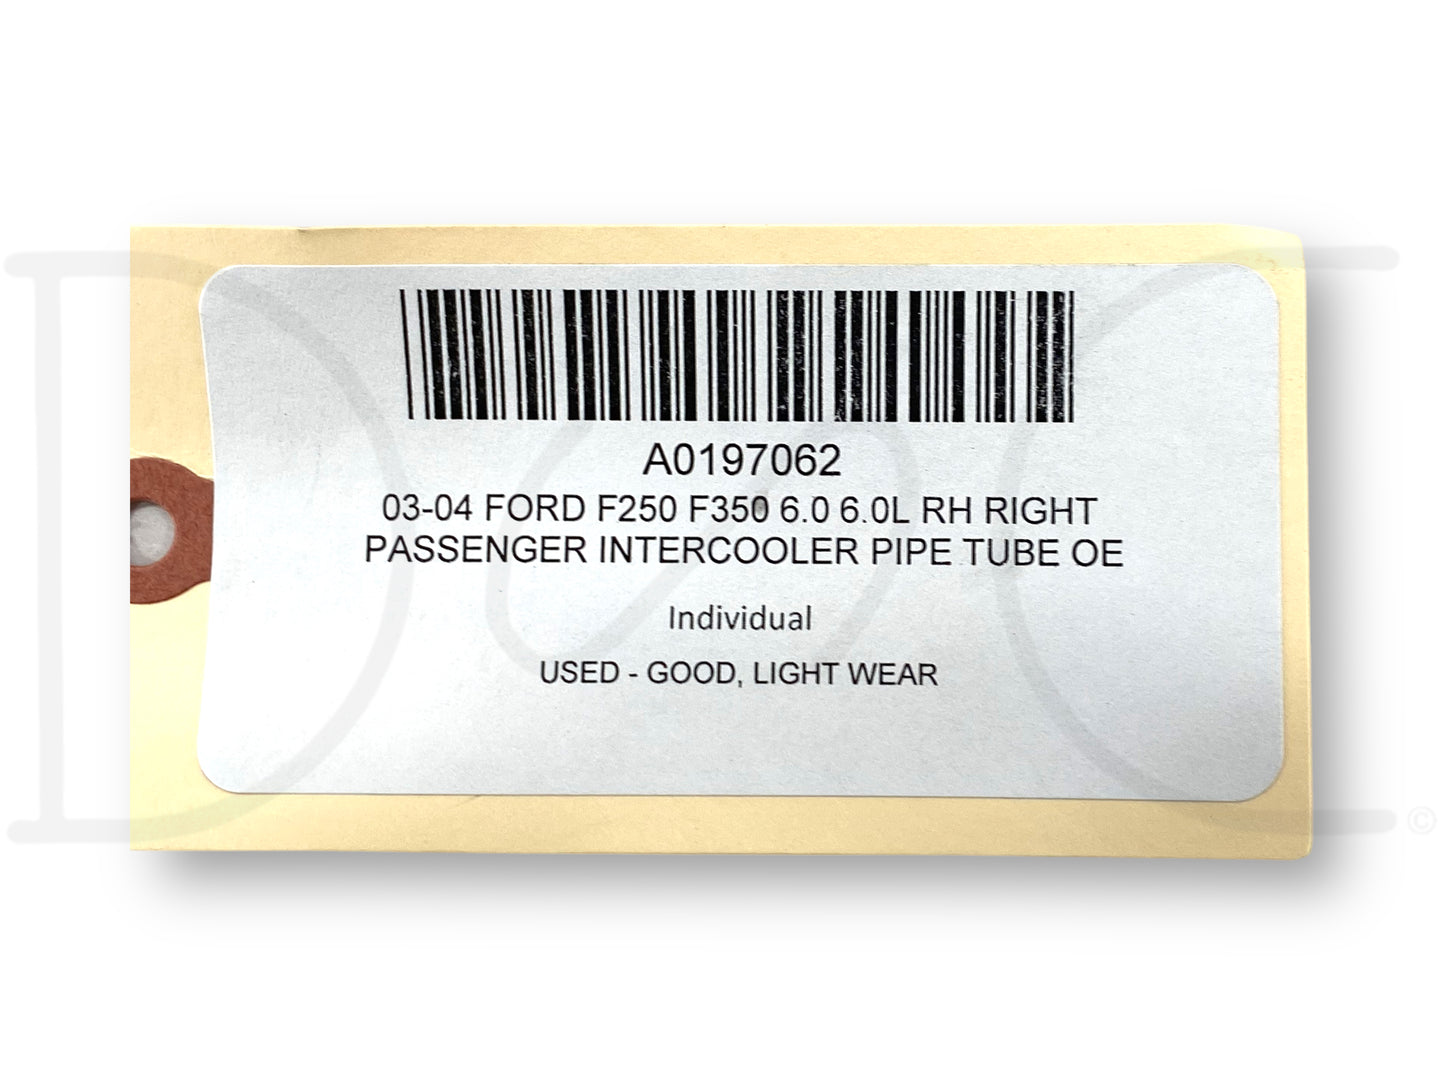 A0197062
03-04 FORD F250 F350 6.0 6.0L RH RIGHT
PASSENGER INTERCOOLER PIPE TUBE OE
Individual
USED - GOOD, LIGHT WEAR
©